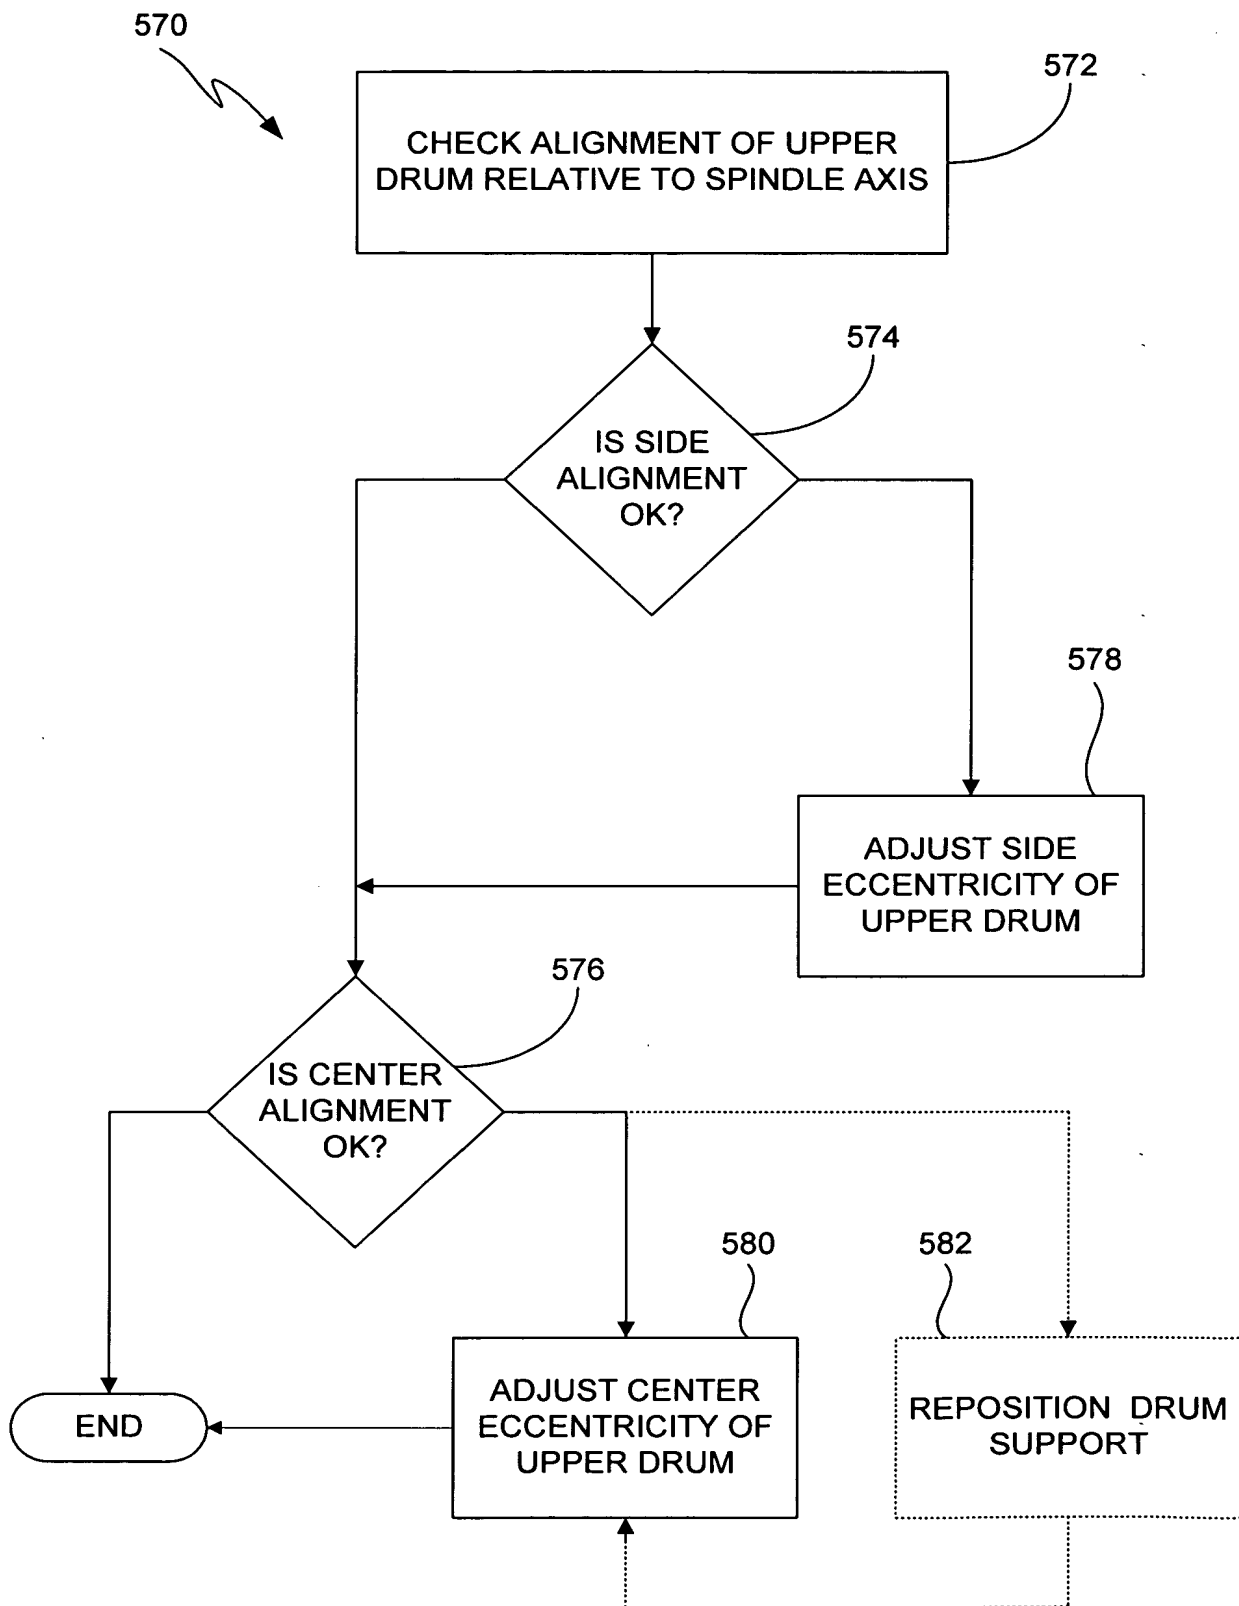 570
572
CHECK ALIGNMENT OF UPPER
DRUM RELATIVE TO SPINDLE AXIS
574
IS SIDE
ALIGNMENT
OK?
578
ADJUST SIDE
ECCENTRICITY OF
UPPER DRUM
576
IS CENTER
ALIGNMENT
OK?
580
582
END
ADJUST CENTER
ECCENTRICITY OF
UPPER DRUM
REPOSITION DRUM
SUPPORT